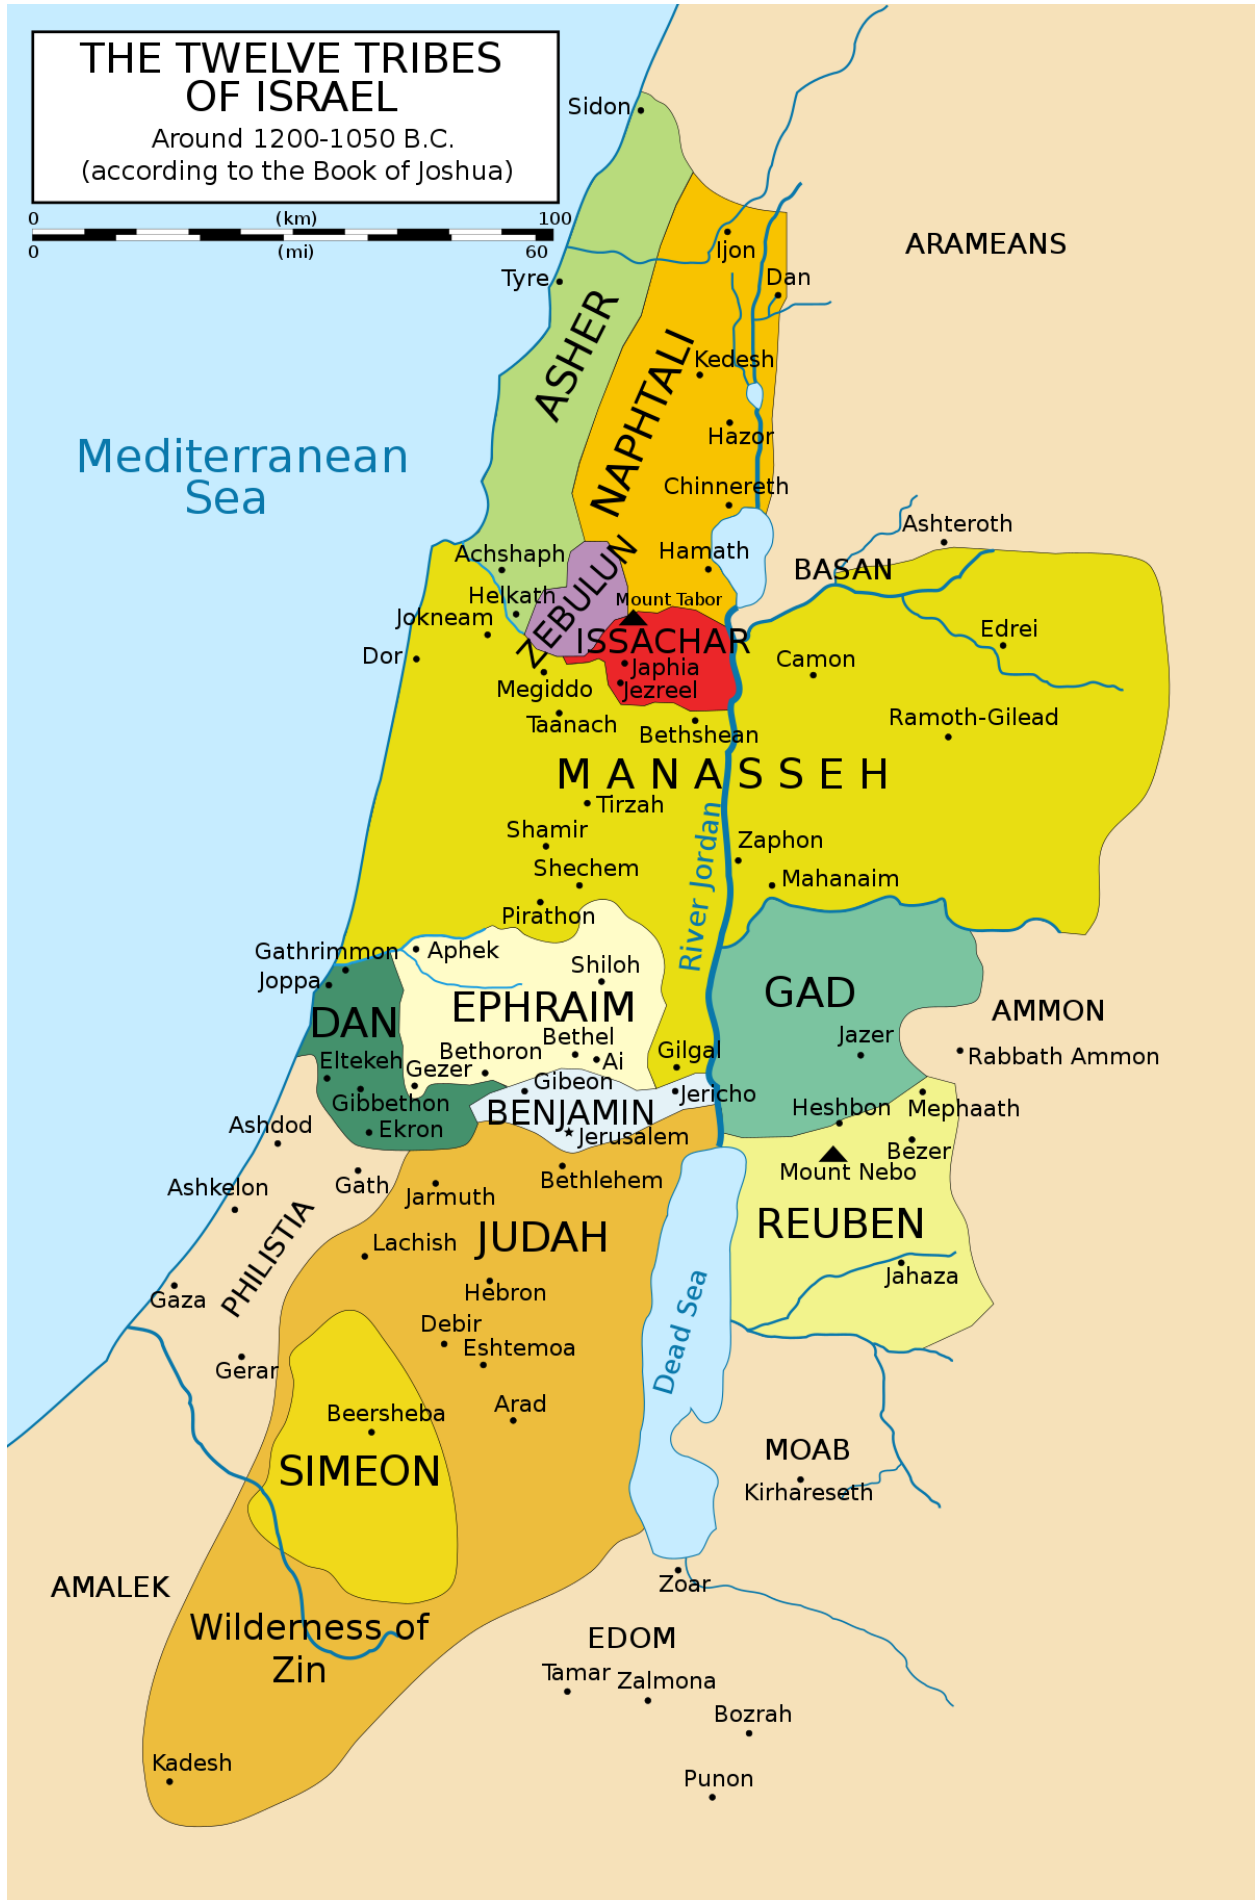 THE TWELVE TRIBES
OF ISRAEL
Around 1200-1050 B.C.
(according to the Book of Joshua)
0 (km) 100
0 (mi) 60
Sidon
ARAMEANS
Ijon
Dan
Tyre
ASHER
NAPHTALI
Kedesh
Hazor
Mediterranean
Sea
Chinnereth
Ashteroth
Achshaph
Hamath
BASAN
Helkath
ZEBULUN
Mount Tabor
Jokneam
Edrei
ISSACHAR
Dor
Japhia
Camon
Megiddo
Jezreel
Taanach
Bethshean
Ramoth-Gilead
MANASSEH
Tirzah
Shamir
River Jordan
Zaphon
Shechem
Mahanaim
Pirathon
Gathrimmon
Aphek
Joppa
Shiloh
DAN
EPHRAIM
GAD
AMMON
Bethel
Jazer
Eltekeh
Bethoron
Ai
Gilgal
Rabbath Ammon
Gezer
Gibeon
Gibbethon
BENJAMIN
Jericho
Heshbon
Mephaath
Ashdod
Ekron
Jerusalem
Bezer
Ashkelon
Gath
Jarmuth
Bethlehem
Mount Nebo
PHILISTIA
Lachish
JUDAH
REUBEN
Gaza
Hebron
Dead Sea
Jahaza
Debir
Gerar
Eshtemoa
Beersheba
Arad
SIMEON
MOAB
Kirhareseth
AMALEK
Zoar
Wilderness of
Zin
EDOM
Tamar
Zalmona
Bozrah
Kadesh
Punon